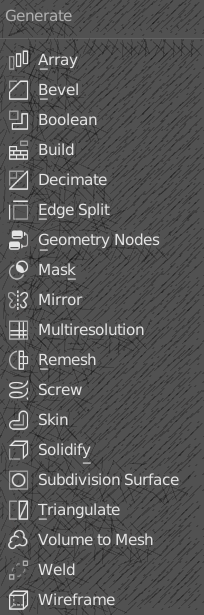 Generate
Array
Bevel
Boolean
Build
Decimate
Edge Split
Geometry Nodes
Mask
Mirror
Multiresolution
Remesh
Screw
Skin
Solidify
Subdivision Surface
Triangulate
Volume to Mesh
Weld
Wireframe